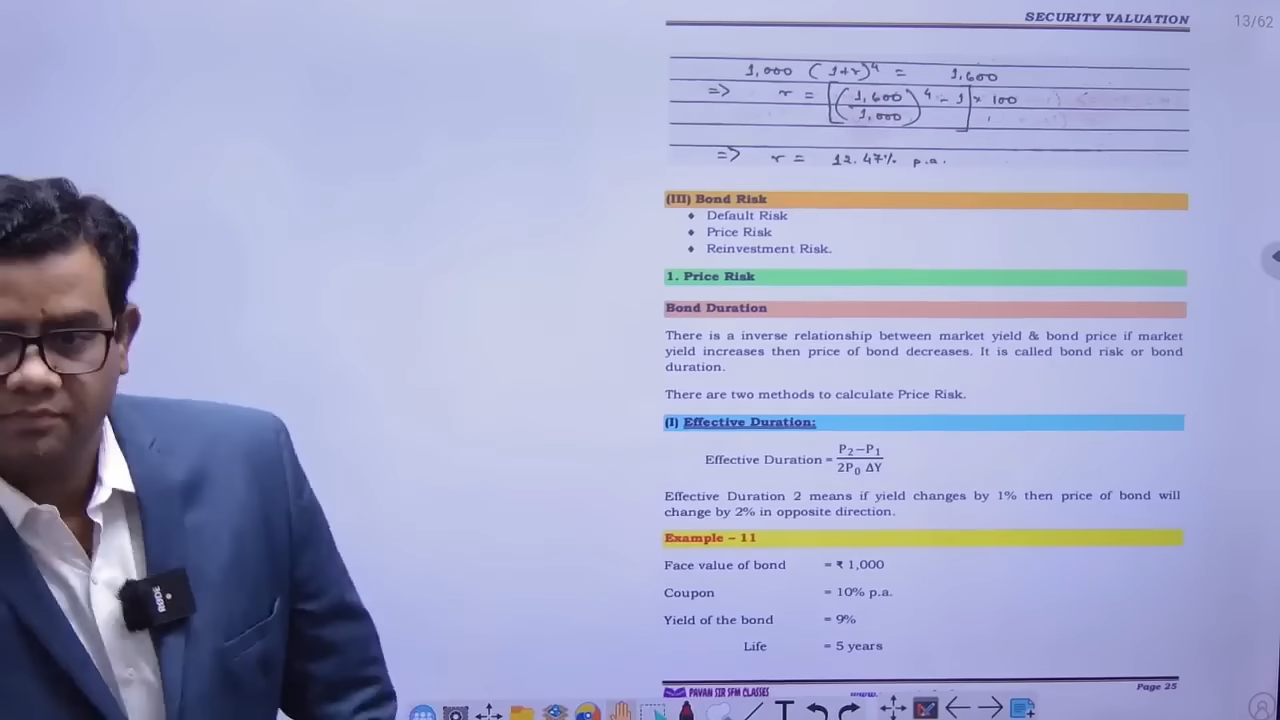 SECURITY VALUATION
13/62
1,000 (1+r)^4 = 1,600
=> r = [(1,600/1,000)^4 - 1] × 100
=> r = 12.47% p.a.
(III) Bond Risk
♦ Default Risk
♦ Price Risk
♦ Reinvestment Risk.
1. Price Risk
Bond Duration
There is a inverse relationship between market yield & bond price if market
yield increases then price of bond decreases. It is called bond risk or bond
duration.
There are two methods to calculate Price Risk.
(I) Effective Duration:
Effective Duration = P₂−P₁ / 2P₀ ΔY
Effective Duration 2 means if yield changes by 1% then price of bond will
change by 2% in opposite direction.
Example – 11
Face value of bond = ₹ 1,000
Coupon = 10% p.a.
Yield of the bond = 9%
Life = 5 years
RØDE
PAVAN SIR SFM CLASSES
www.
Page 25